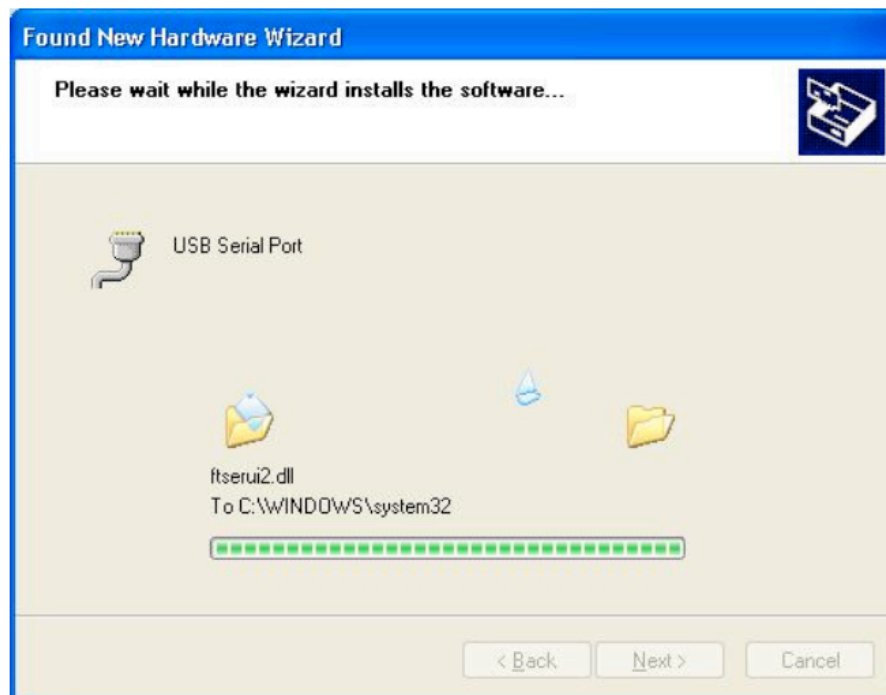 Found New Hardware Wizard
Please wait while the wizard installs the software...
USB Serial Port
ftserui2.dll
To C:\WINDOWS\system32
< Back
Next >
Cancel